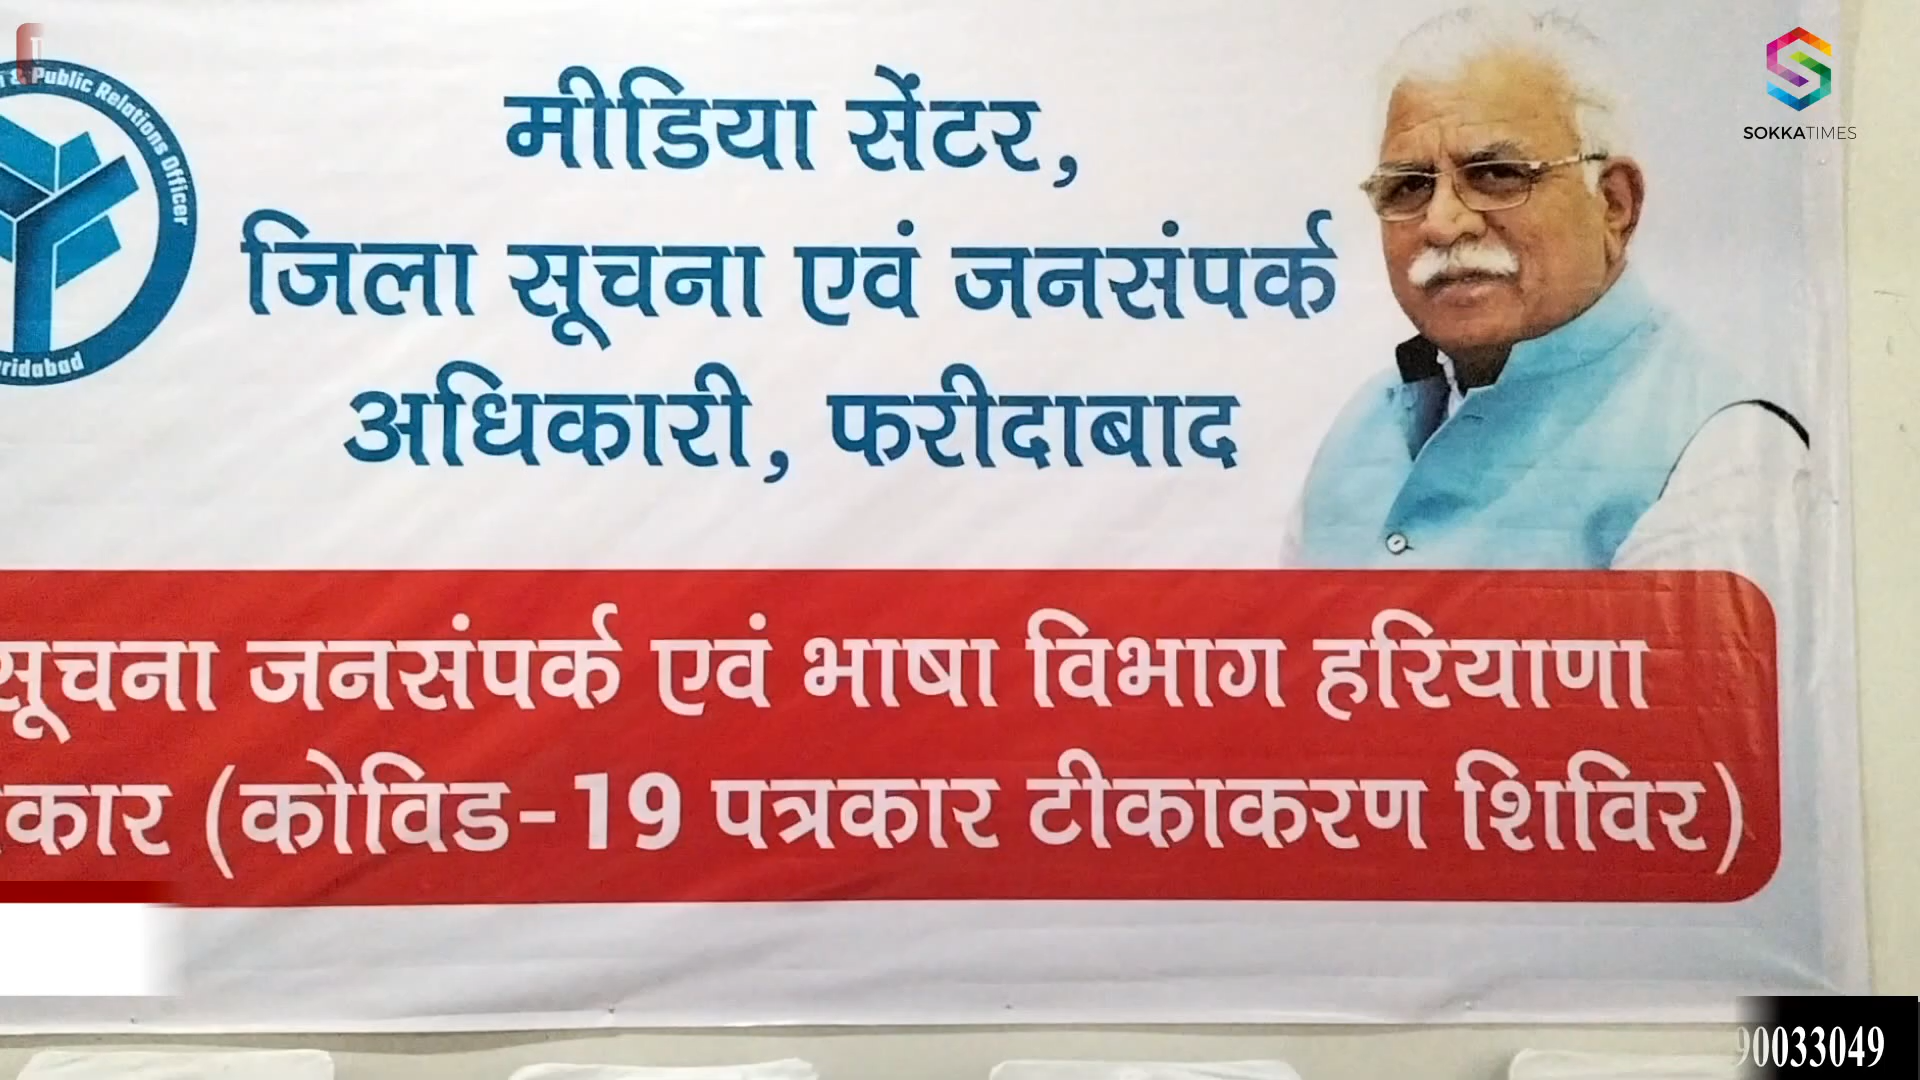 SOKKATIMES
& Public Relations Officer
मीडिया सेंटर,
जिला सूचना एवं जनसंपर्क
अधिकारी, फरीदाबाद
सूचना जनसंपर्क एवं भाषा विभाग हरियाणा
(कोविड-19 पत्रकार टीकाकरण शिविर)
90033049